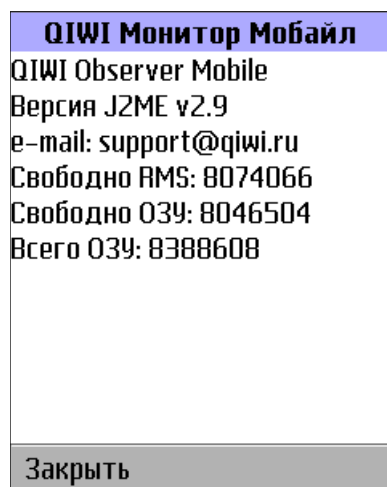 QIWI Монитор Мобайл
QIWI Observer Mobile
Версия J2ME v2.9
e-mail: support@qiwi.ru
Свободно RMS: 8074066
Свободно ОЗУ: 8046504
Всего ОЗУ: 8388608
Закрыть